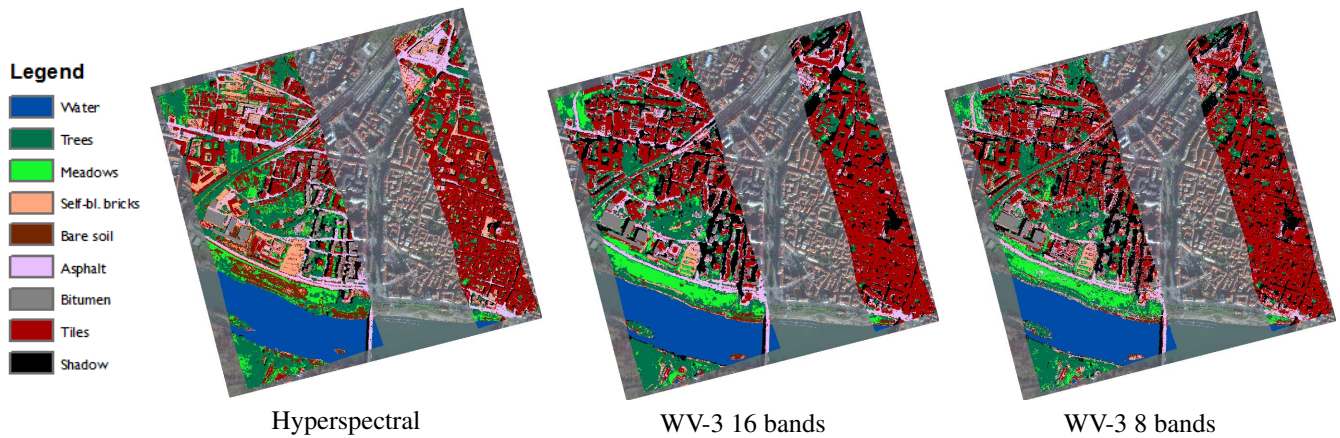 Legend
Water
Trees
Meadows
Self-bl. bricks
Bare soil
Asphalt
Bitumen
Tiles
Shadow
Hyperspectral
WV-3 16 bands
WV-3 8 bands